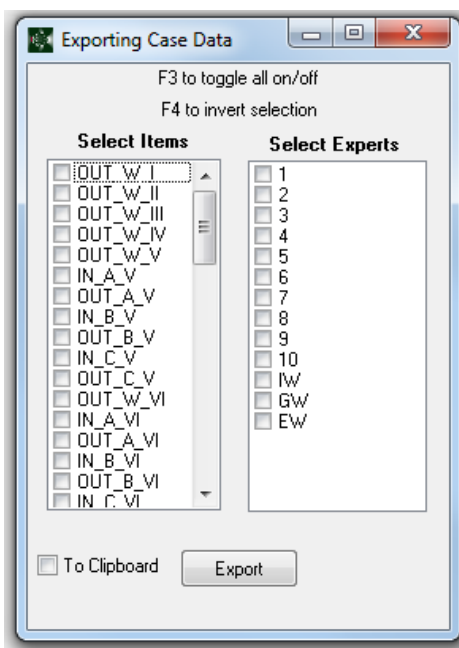 Exporting Case Data
F3 to toggle all on/off
F4 to invert selection
Select Items
OUT_W_I
OUT_W_II
OUT_W_III
OUT_W_IV
OUT_W_V
IN_A_V
OUT_A_V
IN_B_V
OUT_B_V
IN_C_V
OUT_C_V
OUT_W_VI
IN_A_VI
OUT_A_VI
IN_B_VI
OUT_B_VI
IN_C_VI
Select Experts
1
2
3
4
5
6
7
8
9
10
IW
GW
EW
To Clipboard
Export